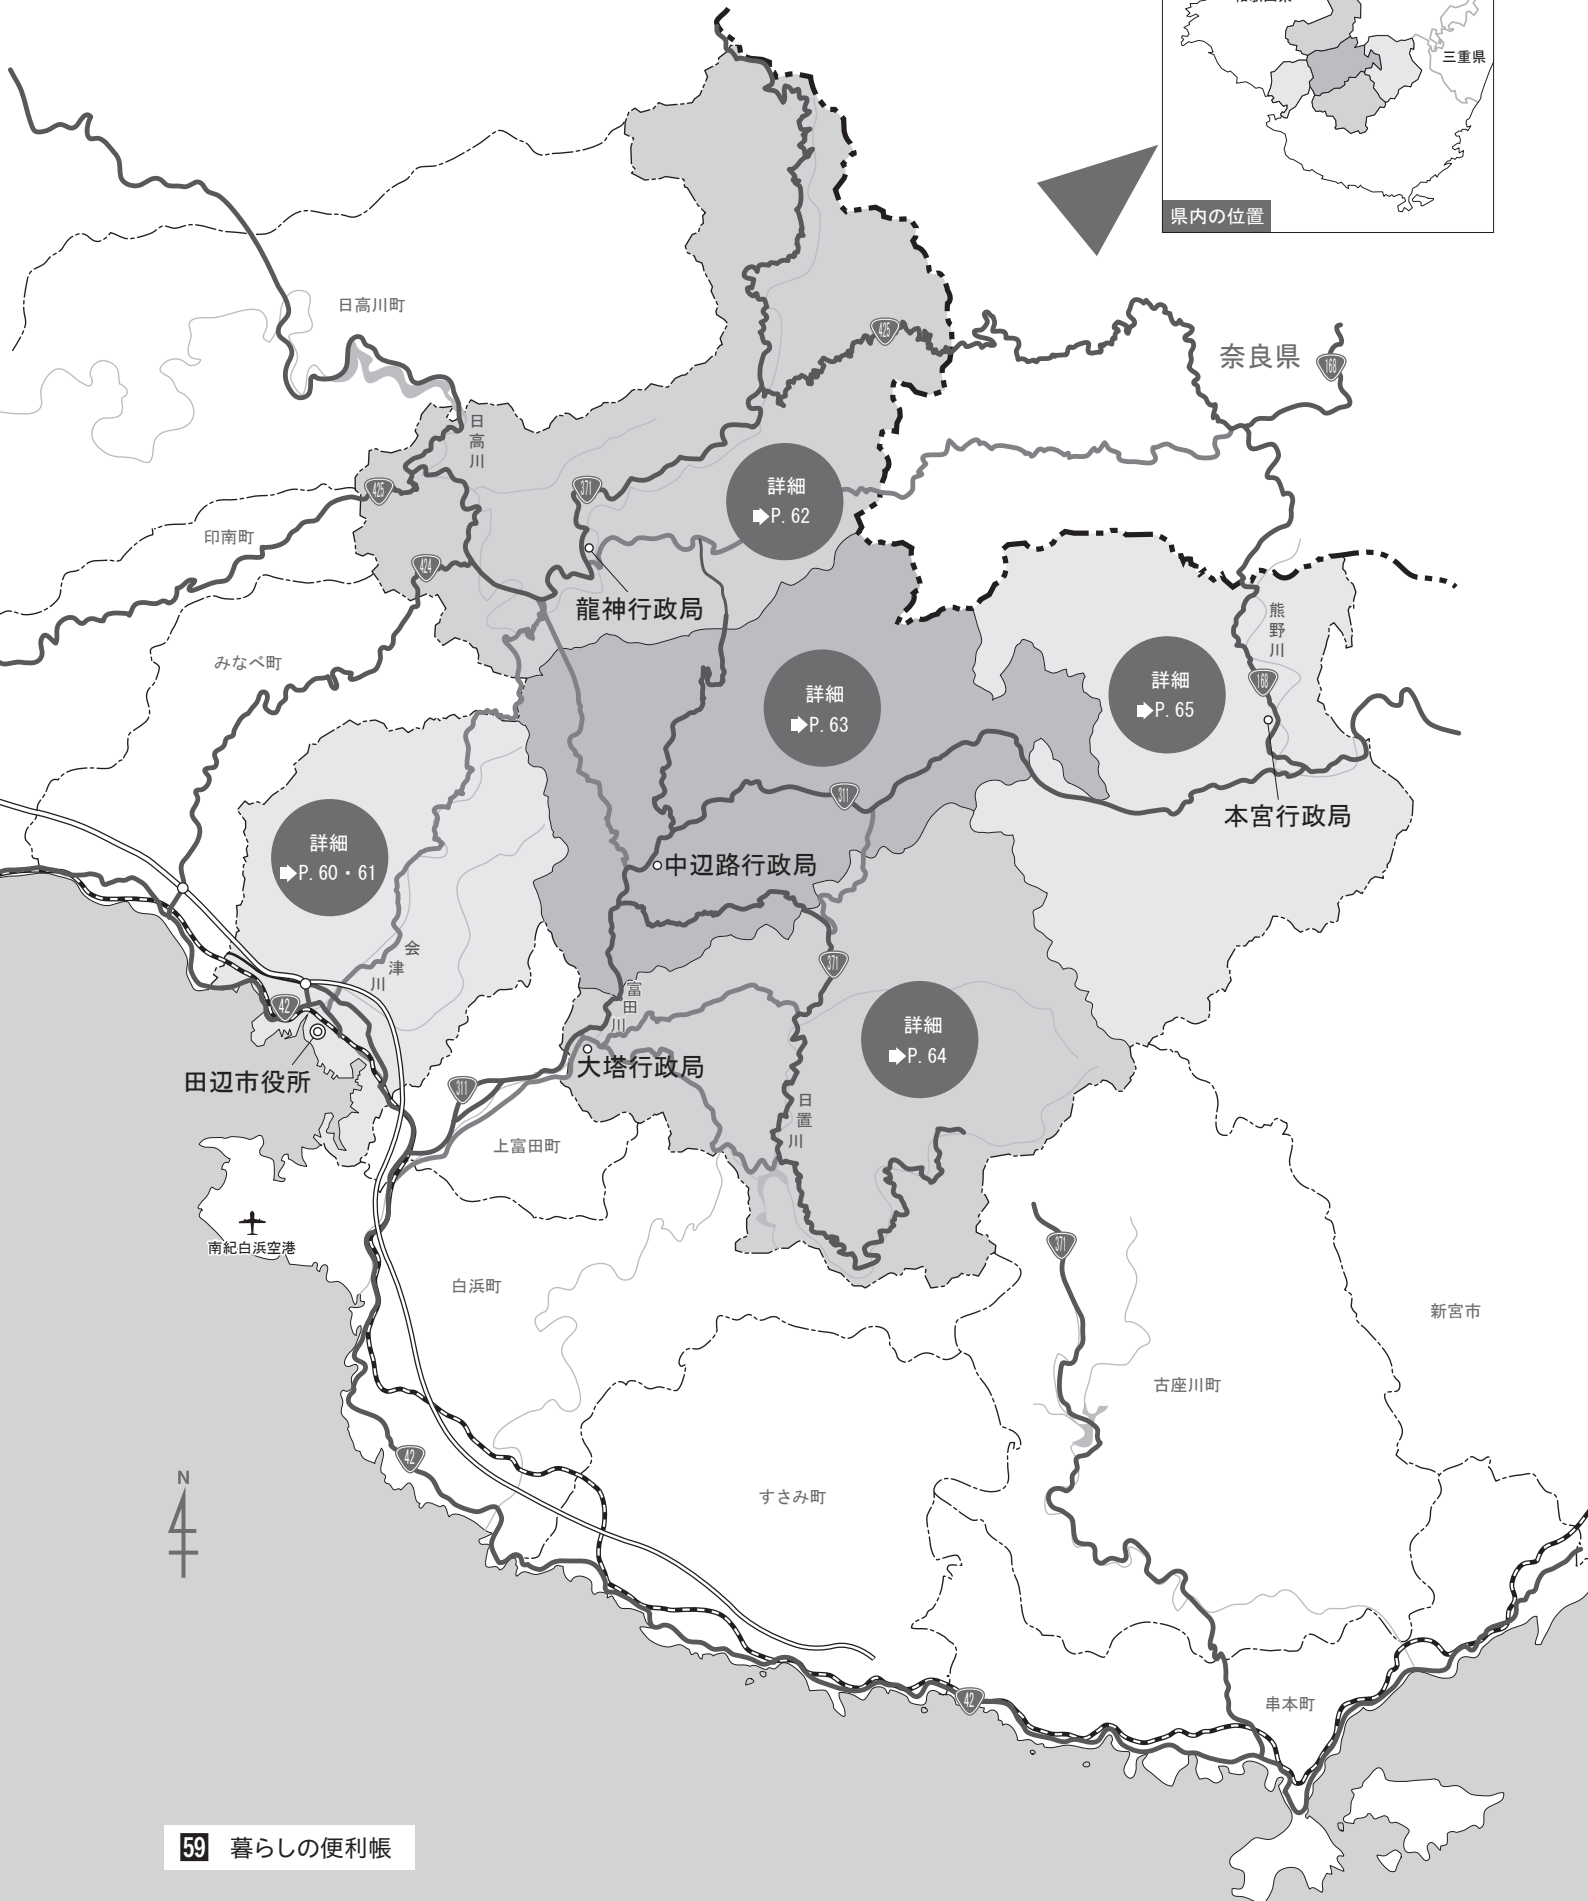 三重県
県内の位置
日高川町
奈良県
168
425
日高川
425
371
詳細
P.62
印南町
424
龍神行政局
熊野川
みなべ町
詳細
P.63
詳細
P.65
168
311
本宮行政局
詳細
P.60・61
中辺路行政局
会津川
371
富田川
42
詳細
P.64
大塔行政局
田辺市役所
311
日置川
上富田町
南紀白浜空港
371
白浜町
新宮市
古座川町
42
N
すさみ町
42
串本町
59 暮らしの便利帳